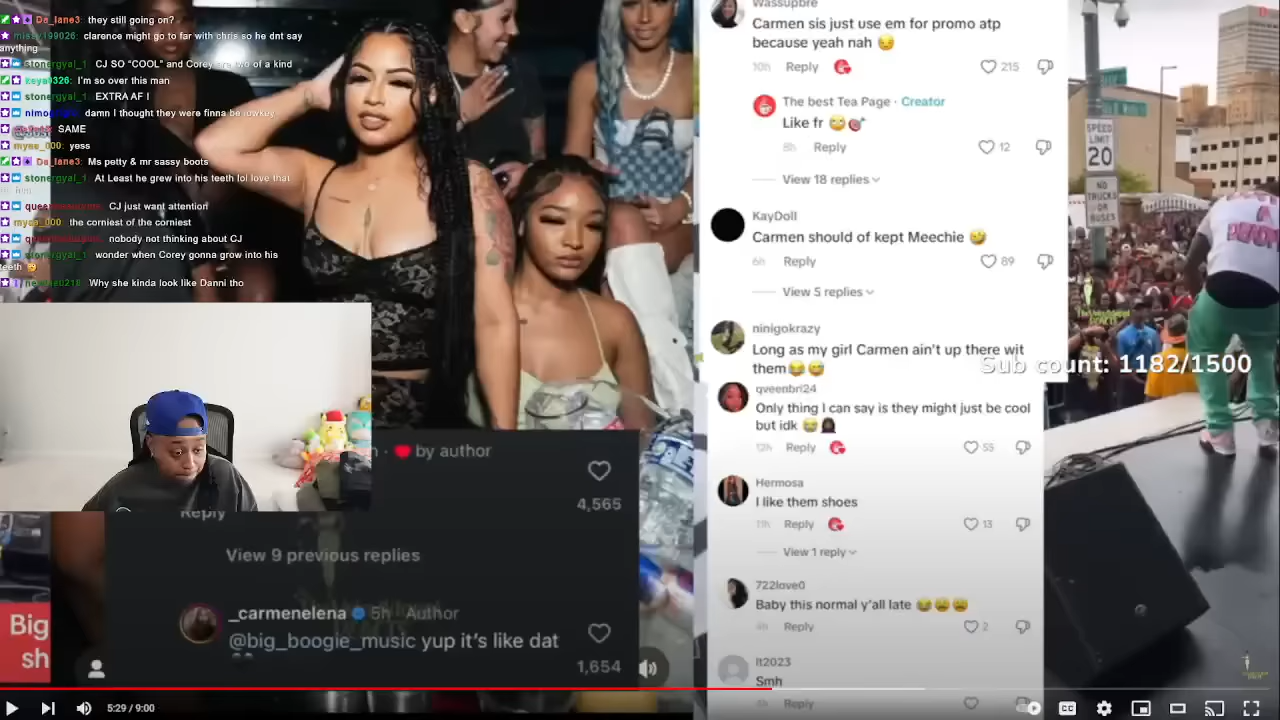 Da_lane3: they still going on?
missy199026: clarence might go to far with chris so he dnt say
anything
stonergyal_1: CJ SO "COOL" and Corey are two of a kind
I'm so over this man
stonergyal_1: EXTRA AF !
damn I thought they were finna be lowkey
SAME
myaa_000: yess
Da_lane3: Ms petty & mr sassy boots
stonergyal_1: At Least he grew into his teeth lol love that
for him
CJ just want attention
myaa_000: the corniest of the corniest
nobody not thinking about CJ
stonergyal_1: wonder when Corey gonna grow into his
teeth
Why she kinda look like Danni tho
by author
4,565
Reply
View 9 previous replies
_carmenelena 5h Author
@big_boogie_music yup it's like dat
1,654
Big
sh
Wassupbre
Carmen sis just use em for promo atp
because yeah nah
10h Reply 215
The best Tea Page · Creator
Like fr
8h Reply 12
View 18 replies
KayDoll
Carmen should of kept Meechie
6h Reply 89
View 5 replies
ninigokrazy
Long as my girl Carmen ain't up there wit
them
qveenbri24
Only thing I can say is they might just be cool
but idk
12h Reply 55
Hermosa
I like them shoes
11h Reply 13
View 1 reply
722love0
Baby this normal y'all late
4h Reply 2
lt2023
Smh
Reply
SPEED
LIMIT
20
NO
TRUCKS
OR
BUSES
Sub count: 1182/1500
5:29 / 9:00
CC